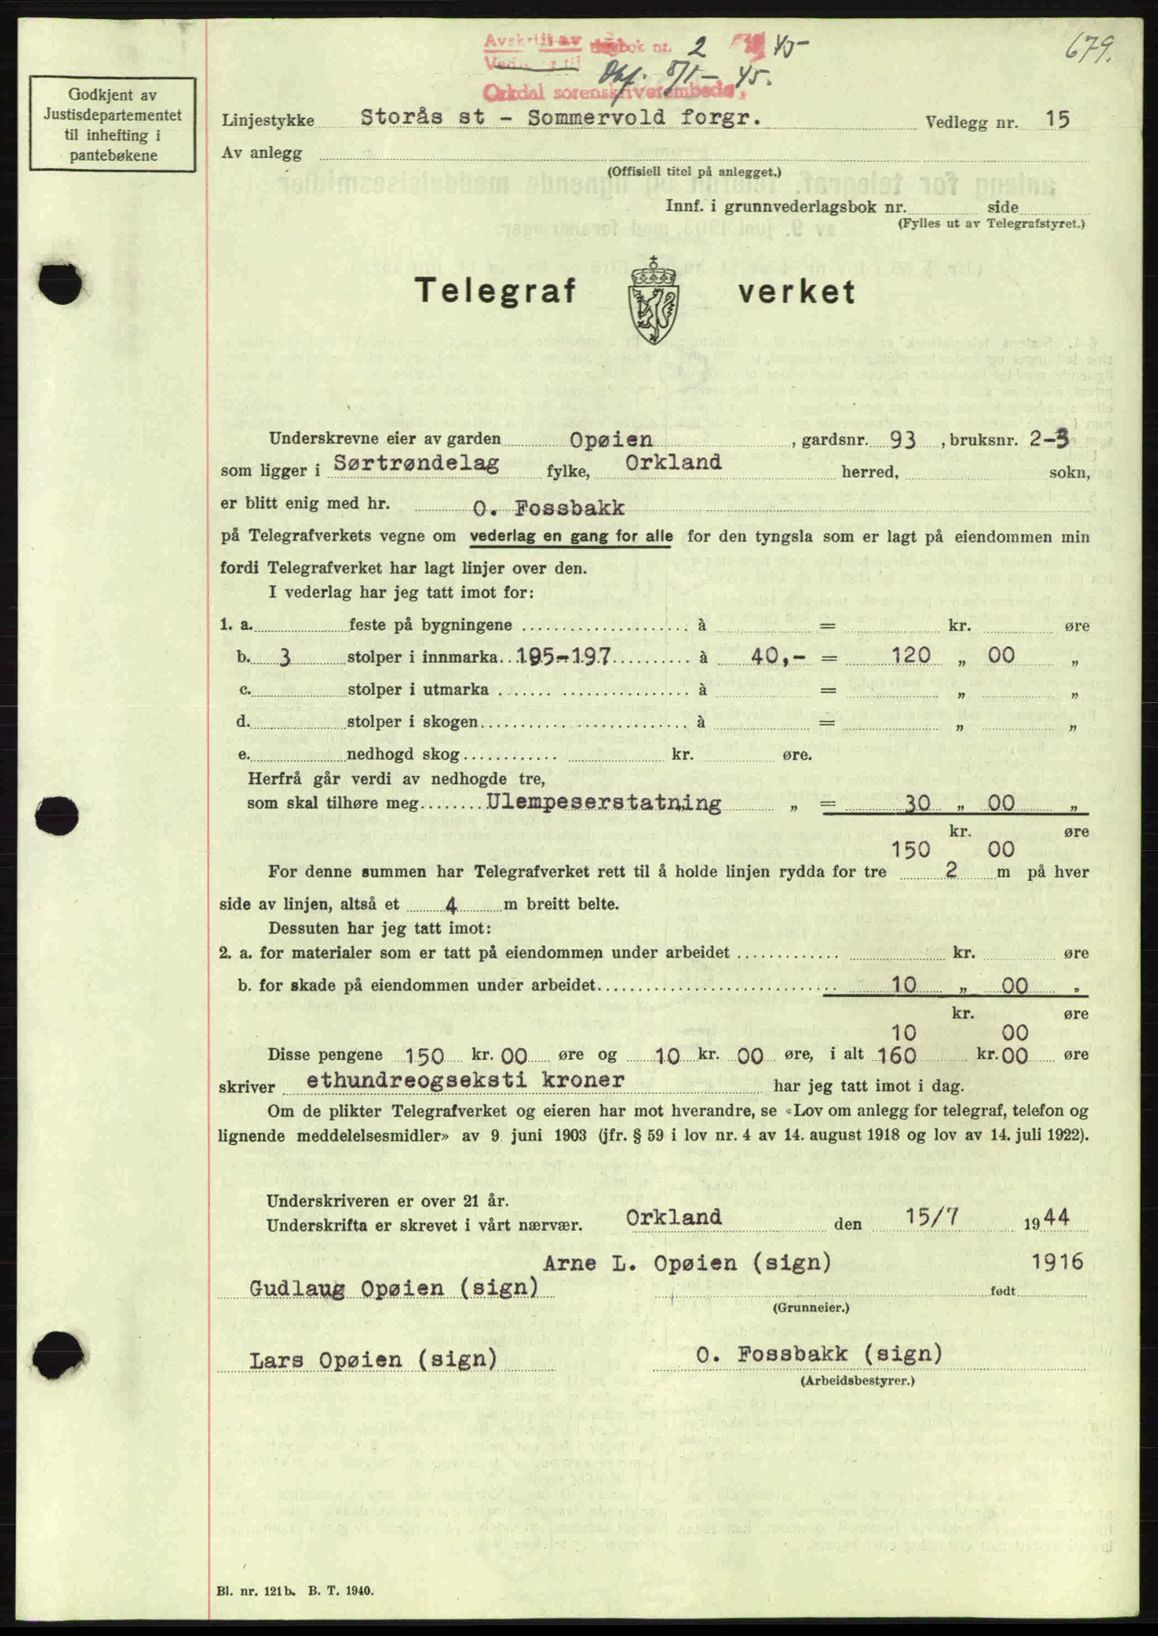 679.
Avskrift av dagbok nr. 2 45
Orkdal sorenskriverembede,
Godkjent av
Justisdepartementet
til inhefting i
pantebøkene
Linjestykke Storås st - Sommervold forgr. Vedlegg nr. 15
Av anlegg
(Offisiell titel på anlegget.)
Innf. i grunnvederlagsbok nr. side
(Fylles ut av Telegrafstyret.)
Telegraf verket
Underskrevne eier av garden Opøien, gardsnr. 93, bruksnr. 2-3
som ligger i Sørtrøndelag fylke, Orkland herred, sokn,
er blitt enig med hr. O. Fossbakk
på Telegrafverkets vegne om vederlag en gang for alle for den tyngsla som er lagt på eiendommen min
fordi Telegrafverket har lagt linjer over den.
I vederlag har jeg tatt imot for:
1. a. feste på bygningene à = kr. øre
b. 3 stolper i innmarka.. 195-197 à 40,- = 120 „ 00 „
c. stolper i utmarka à = „ „
d. stolper i skogen à = „ „
e. nedhogd skog kr. øre.
Herfrå går verdi av nedhogde tre,
som skal tilhøre meg Ulempeserstatning „ = 30 „ 00 „
kr. øre
150 00
For denne summen har Telegrafverket rett til å holde linjen rydda for tre 2 m på hver
side av linjen, altså et 4 m breitt belte.
Dessuten har jeg tatt imot:
2. a. for materialer som er tatt på eiendommen under arbeidet kr. øre
b. for skade på eiendommen under arbeidet 10 „ 00 „
kr. øre
10 00
Disse pengene 150 kr. 00 øre og 10 kr. 00 øre, i alt 160 kr. 00 øre
skriver ethundreogseksti kroner har jeg tatt imot i dag.
Om de plikter Telegrafverket og eieren har mot hverandre, se «Lov om anlegg for telegraf, telefon og
lignende meddelelsesmidler» av 9 juni 1903 (jfr. § 59 i lov nr. 4 av 14. august 1918 og lov av 14. juli 1922).
Underskriveren er over 21 år.
Underskrifta er skrevet i vårt nærvær. Orkland den 15/7 1944
Arne L. Opøien (sign) 1916
Gudlaug Opøien (sign) født
(Grunneier.)
Lars Opøien (sign) O. Fossbakk (sign)
(Arbeidsbestyrer.)
Bl. nr. 121 b. B. T. 1940.